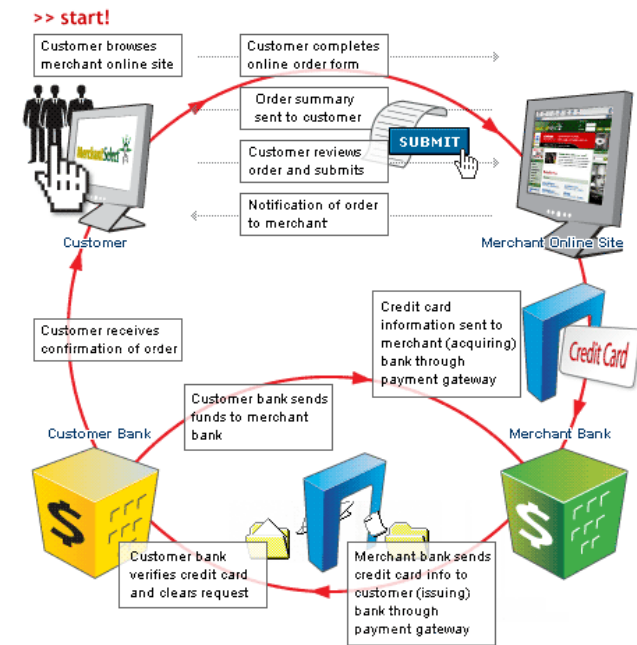 >> start!
Customer browses
merchant online site
Customer completes
online order form
Order summary
sent to customer
SUBMIT
Customer reviews
order and submits
Notification of order
to merchant
MerchantSelect
Customer
Merchant Online Site
Credit card
information sent to
merchant (acquiring)
bank through
payment gateway
Credit Card
Customer receives
confirmation of order
Customer bank sends
funds to merchant
bank
Customer Bank
Merchant Bank
$
$
Customer bank
verifies credit card
and clears request
Merchant bank sends
credit card info to
customer (issuing)
bank through
payment gateway